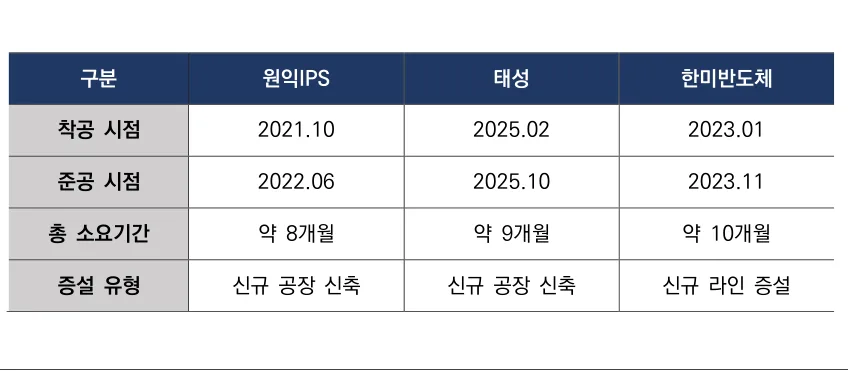 구분 원익IPS 태성 한미반도체
착공 시점 2021.10 2025.02 2023.01
준공 시점 2022.06 2025.10 2023.11
총 소요기간 약 8개월 약 9개월 약 10개월
증설 유형 신규 공장 신축 신규 공장 신축 신규 라인 증설